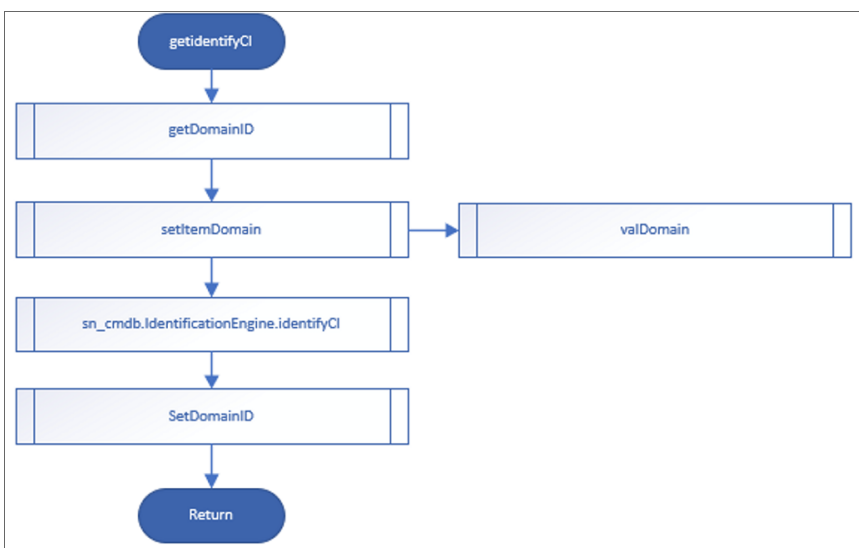 getidentifyCI
getDomainID
setItemDomain
valDomain
sn_cmdb.IdentificationEngine.identifyCI
SetDomainID
Return